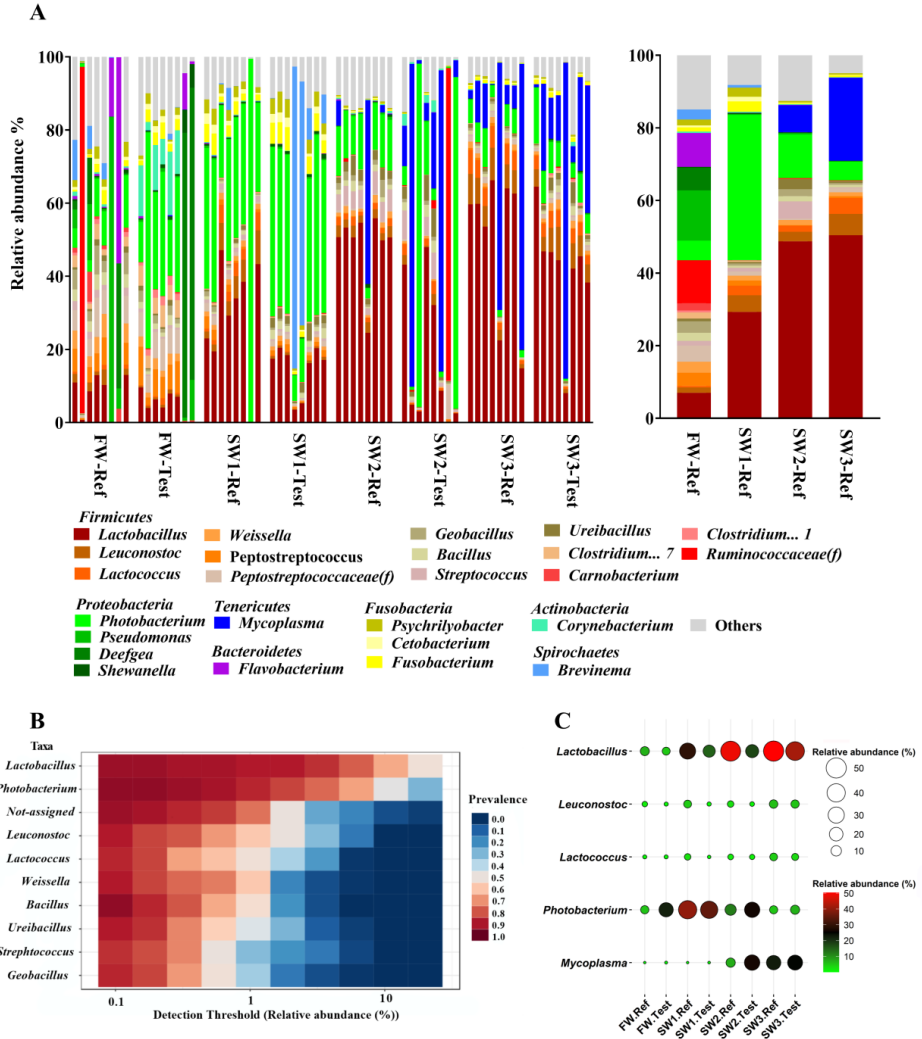 A
Relative abundance %
100
80
60
40
20
0
FW-Ref
FW-Test
SW1-Ref
SW1-Test
SW2-Ref
SW2-Test
SW3-Ref
SW3-Test
100
80
60
40
20
0
FW-Ref
SW1-Ref
SW2-Ref
SW3-Ref
Firmicutes
Lactobacillus
Leuconostoc
Lactococcus
Weissella
Peptostreptococcus
Peptostreptococcaceae(f)
Geobacillus
Bacillus
Streptococcus
Ureibacillus
Clostridium... 7
Carnobacterium
Clostridium... 1
Ruminococcaceae(f)
Proteobacteria
Photobacterium
Pseudomonas
Deefgea
Shewanella
Tenericutes
Mycoplasma
Bacteroidetes
Flavobacterium
Fusobacteria
Psychrilyobacter
Cetobacterium
Fusobacterium
Actinobacteria
Corynebacterium
Spirochaetes
Brevinema
Others
B
Taxa
Lactobacillus
Photobacterium
Not-assigned
Leuconostoc
Lactococcus
Weissella
Bacillus
Ureibacillus
Strephtococcus
Geobacillus
0.1
1
10
Detection Threshold (Relative abundance (%))
Prevalence
0.0
0.1
0.2
0.3
0.4
0.5
0.6
0.7
0.8
0.9
1.0
C
Lactobacillus
Leuconostoc
Lactococcus
Photobacterium
Mycoplasma
FW.Ref
FW.Test
SW1.Ref
SW1.Test
SW2.Ref
SW2.Test
SW3.Ref
SW3.Test
Relative abundance (%)
50
40
30
20
10
Relative abundance (%)
50
40
30
20
10